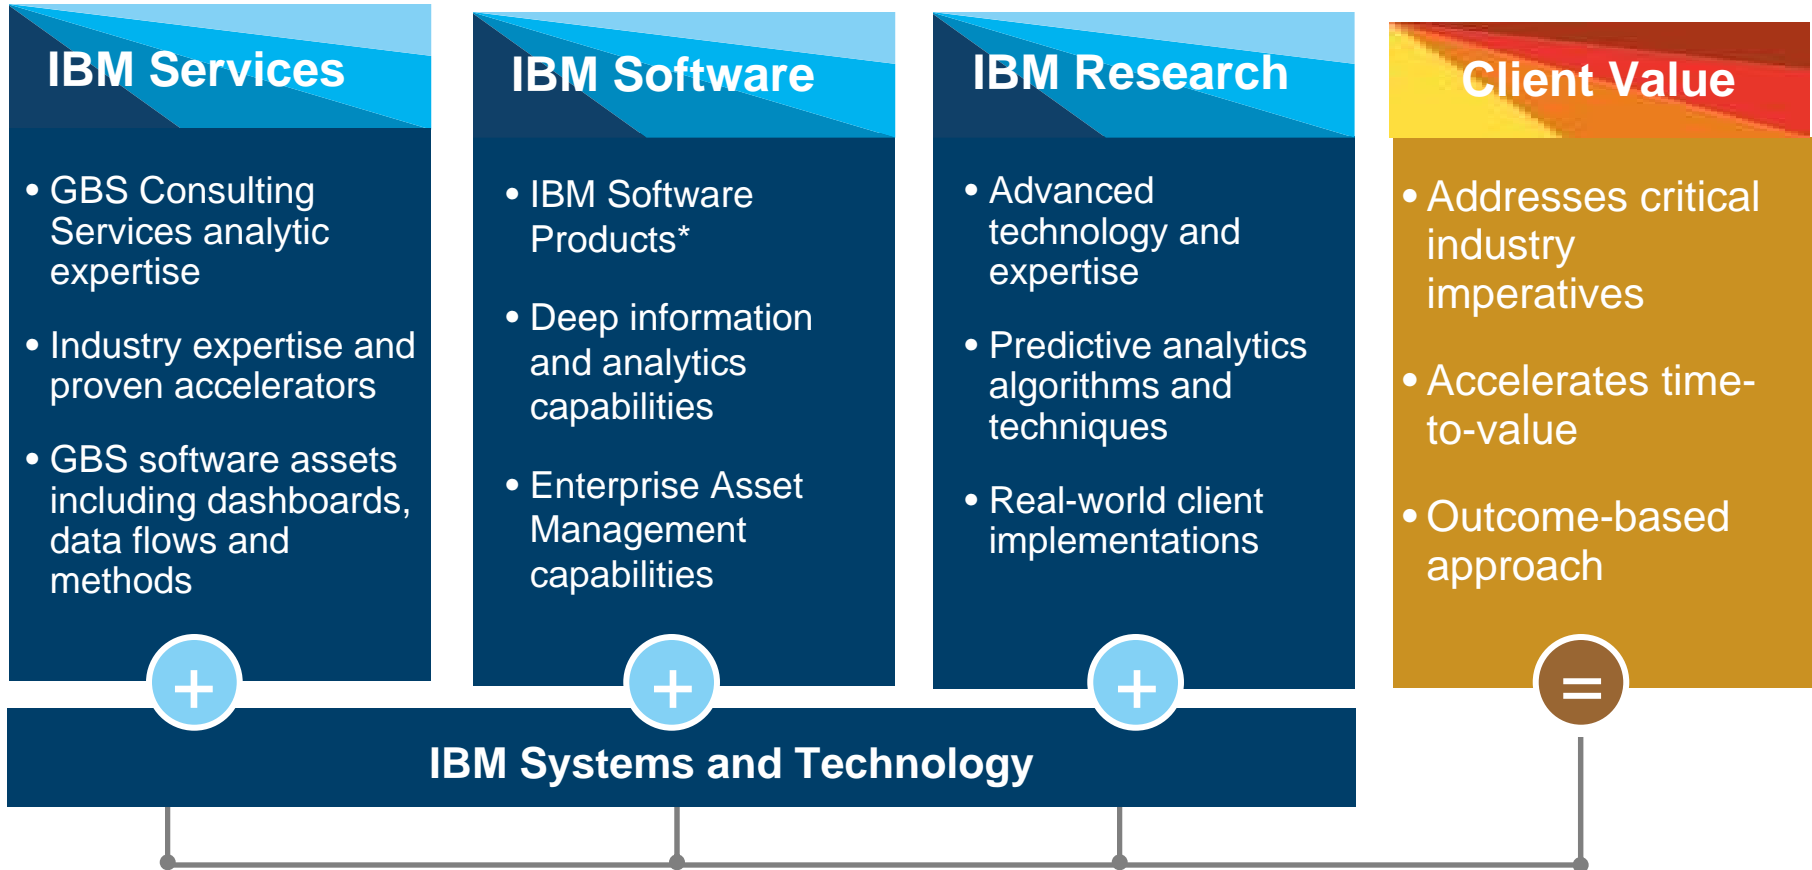 IBM Services
• GBS Consulting
Services analytic
expertise
• Industry expertise and
proven accelerators
• GBS software assets
including dashboards,
data flows and
methods
+
IBM Software
• IBM Software
Products*
• Deep information
and analytics
capabilities
• Enterprise Asset
Management
capabilities
+
IBM Research
• Advanced
technology and
expertise
• Predictive analytics
algorithms and
techniques
• Real-world client
implementations
+
Client Value
• Addresses critical
industry
imperatives
• Accelerates time-
to-value
• Outcome-based
approach
=
IBM Systems and Technology